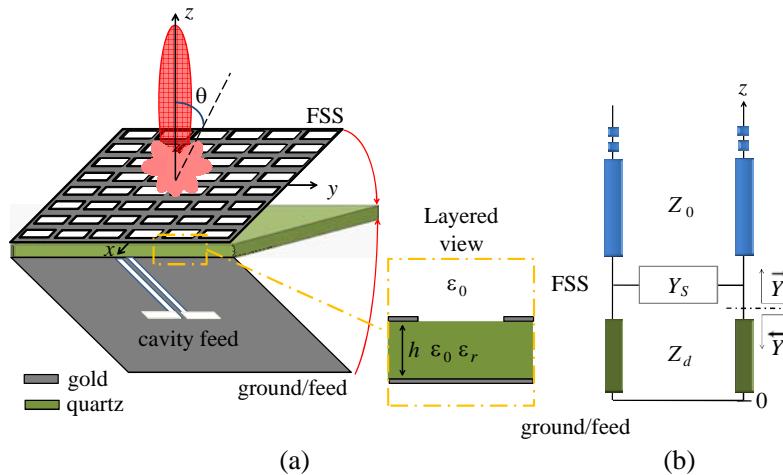 z
θ
FSS
y
x
cavity feed
gold
quartz
ground/feed
(a)
Layered
view
ε0
h ε0 εr
z
Z0
FSS
YS
Y
Y
Zd
0
ground/feed
(b)